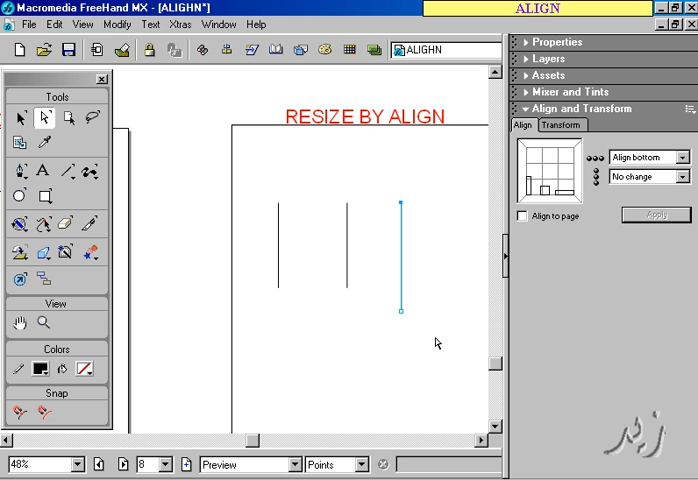 Macromedia FreeHand MX - [ALIGHN*]
ALIGN
File Edit View Modify Text Xtras Window Help
ALIGHN
Tools
View
Colors
Snap
RESIZE BY ALIGN
Properties
Layers
Assets
Mixer and Tints
Align and Transform
Align Transform
Align bottom
No change
Align to page
Apply
48%
8
Preview
Points
زید